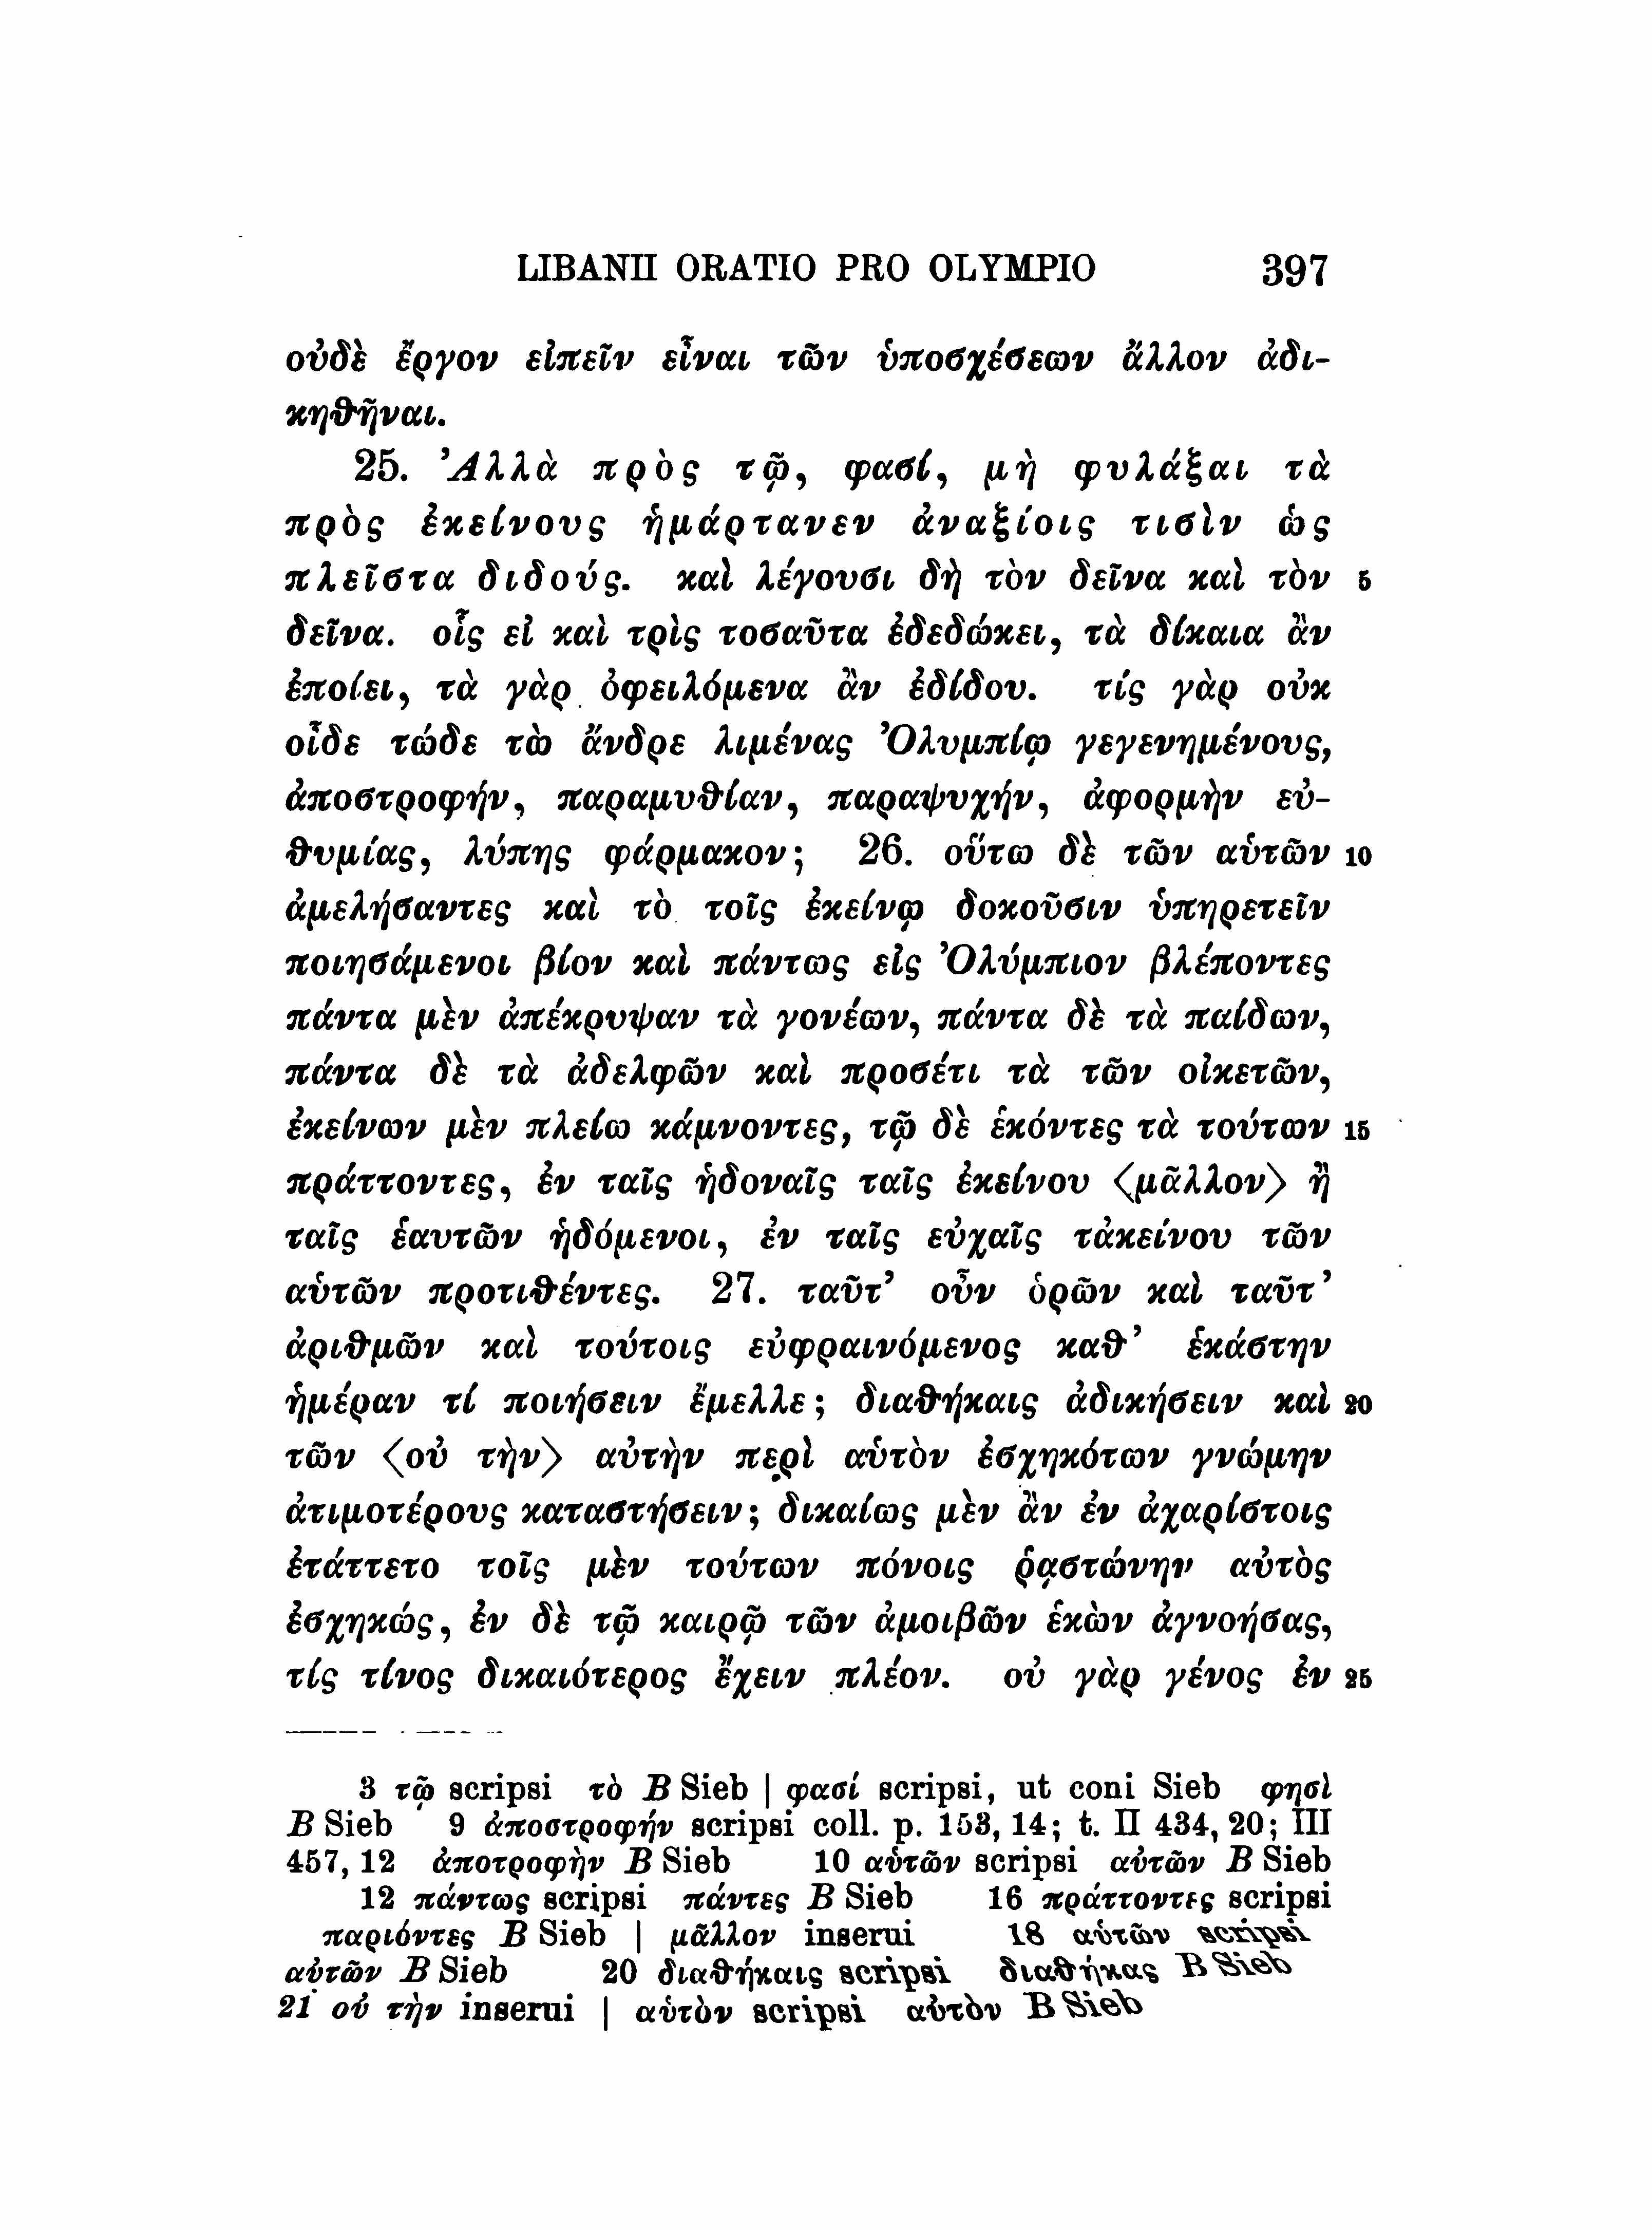 LIBANII ORATIO PRO OLYMPIO 397
οὐδὲ ἔργον εἰπεῖν εἶναι τῶν ὑποσχέσεων ἄλλον ἀδι-
κηθῆναι.
25. Ἀλλὰ πρὸς τῷ, φασί, μὴ φυλάξαι τὰ
πρὸς ἐκείνους ἡμάρτανεν ἀναξίοις τισὶν ὡς
πλεῖστα διδούς. καὶ λέγουσι δὴ τὸν δεῖνα καὶ τὸν 5
δεῖνα. οἷς εἰ καὶ τρὶς τοσαῦτα ἐδεδώκει, τὰ δίκαια ἂν
ἐποίει, τὰ γὰρ ὀφειλόμενα ἂν ἐδίδου. τίς γὰρ οὐκ
οἶδε τώδε τὼ ἄνδρε λιμένας Ὀλυμπίῳ γεγενημένους,
ἀποστροφήν, παραμυθίαν, παραψυχήν, ἀφορμὴν εὐ-
θυμίας, λύπης φάρμακον; 26. οὕτω δὲ τῶν αὑτῶν 10
ἀμελήσαντες καὶ τὸ τοῖς ἐκείνῳ δοκοῦσιν ὑπηρετεῖν
ποιησάμενοι βίον καὶ πάντως εἰς Ὀλύμπιον βλέποντες
πάντα μὲν ἀπέκρυψαν τὰ γονέων, πάντα δὲ τὰ παίδων,
πάντα δὲ τὰ ἀδελφῶν καὶ προσέτι τὰ τῶν οἰκετῶν,
ἐκείνων μὲν πλείω κάμνοντες, τῷ δὲ ἑκόντες τὰ τούτων 15
πράττοντες, ἐν ταῖς ἡδοναῖς ταῖς ἐκείνου ⟨μᾶλλον⟩ ἢ
ταῖς ἑαυτῶν ἡδόμενοι, ἐν ταῖς εὐχαῖς τἀκείνου τῶν
αὑτῶν προτιθέντες. 27. ταῦτ’ οὖν ὁρῶν καὶ ταῦτ’
ἀριθμῶν καὶ τούτοις εὐφραινόμενος καθ’ ἑκάστην
ἡμέραν τί ποιήσειν ἔμελλε; διαθήκαις ἀδικήσειν καὶ 20
τῶν ⟨οὐ τὴν⟩ αὐτὴν περὶ αὑτὸν ἐσχηκότων γνώμην
ἀτιμοτέρους καταστήσειν; δικαίως μὲν ἂν ἐν ἀχαρίστοις
ἐτάττετο τοῖς μὲν τούτων πόνοις ῥᾳστώνην αὐτὸς
ἐσχηκώς, ἐν δὲ τῷ καιρῷ τῶν ἀμοιβῶν ἑκὼν ἀγνοήσας,
τίς τίνος δικαιότερος ἔχειν πλέον. οὐ γὰρ γένος ἐν 25
3 τῷ scripsi τὸ B Sieb | φασί scripsi, ut coni Sieb φησὶ
B Sieb 9 ἀποστροφήν scripsi coll. p. 153, 14; t. II 434, 20; III
457, 12 ἀποτροφὴν B Sieb 10 αὑτῶν scripsi αὐτῶν B Sieb
12 πάντως scripsi πάντες B Sieb 16 πράττοντες scripsi
παριόντες B Sieb | μᾶλλον inserui 18 αὑτῶν scripsi
αὐτῶν B Sieb 20 διαθήκαις scripsi διαθήκας B Sieb
21 οὐ τὴν inserui | αὑτὸν scripsi αὐτὸν B Sieb